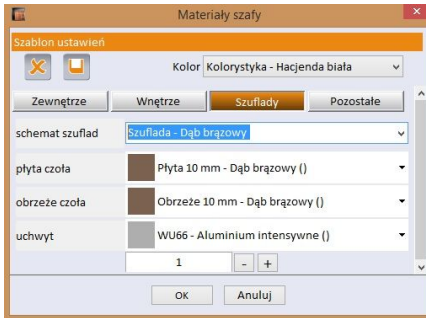 Materiały szafy
Szablon ustawień
Kolor Kolorystyka - Hacjenda biała
Zewnętrze Wnętrze Szuflady Pozostałe
schemat szuflad Szuflada - Dąb brązowy
płyta czoła Płyta 10 mm - Dąb brązowy ()
obrzeże czoła Obrzeże 10 mm - Dąb brązowy ()
uchwyt WU66 - Aluminium intensywne ()
1 - +
OK Anuluj